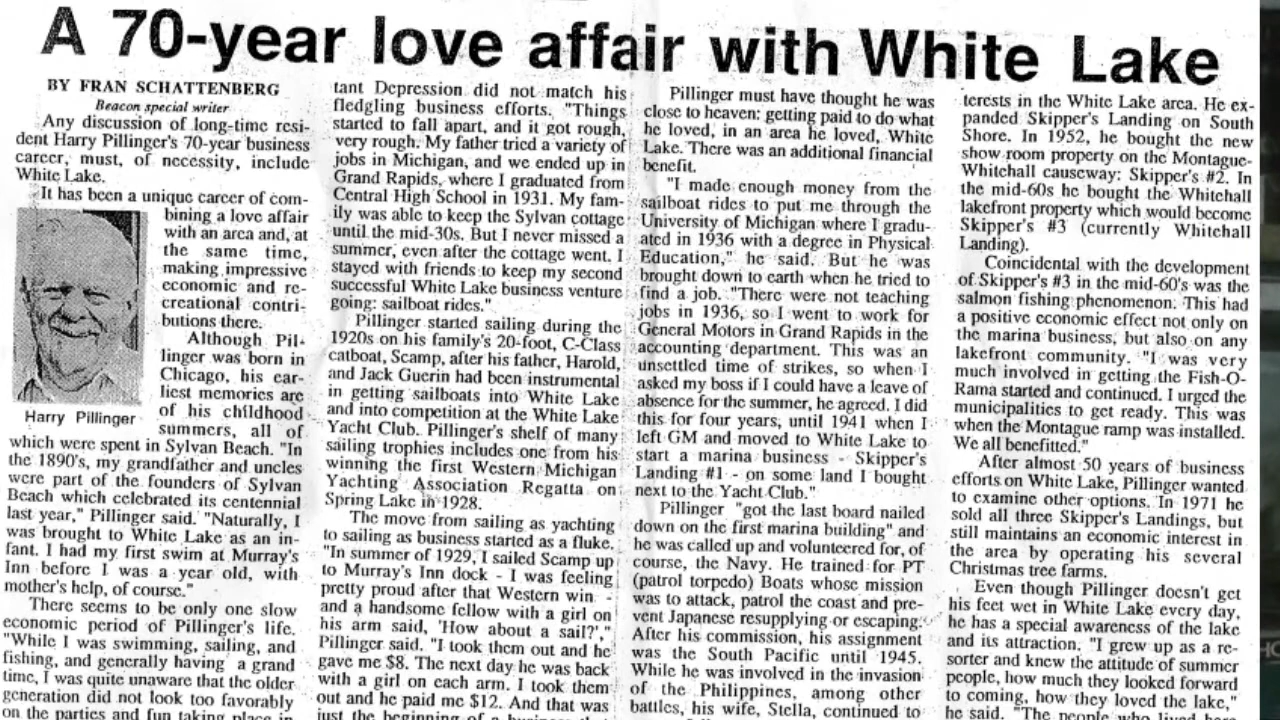 A 70-year love affair with White Lake
BY FRAN SCHATTENBERG
Beacon special writer
Any discussion of long-time resi-
dent Harry Pillinger's 70-year business
career, must, of necessity, include
White Lake.
It has been a unique career of com-
bining a love affair
with an area and, at
the same time,
making impressive
economic and re-
creational contri-
butions there.
Although Pil-
linger was born in
Chicago, his ear-
liest memories are
of his childhood
summers, all of
Harry Pillinger
which were spent in Sylvan Beach. "In
the 1890's, my grandfather and uncles
were part of the founders of Sylvan
Beach which celebrated its centennial
last year," Pillinger said. "Naturally, I
was brought to White Lake as an in-
fant. I had my first swim at Murray's
Inn before I was a year old, with
mother's help, of course."
There seems to be only one slow
economic period of Pillinger's life.
"While I was swimming, sailing, and
fishing, and generally having a grand
time, I was quite unaware that the older
generation did not look too favorably
on the parties and fun taking place in
tant Depression did not match his
fledgling business efforts. "Things
started to fall apart, and it got rough,
very rough. My father tried a variety of
jobs in Michigan, and we ended up in
Grand Rapids, where I graduated from
Central High School in 1931. My fam-
ily was able to keep the Sylvan cottage
until the mid-30s. But I never missed a
summer, even after the cottage went. I
stayed with friends to keep my second
successful White Lake business venture
going: sailboat rides."
Pillinger started sailing during the
1920s on his family's 20-foot, C-Class
catboat, Scamp, after his father, Harold,
and Jack Guerin had been instrumental
in getting sailboats into White Lake
and into competition at the White Lake
Yacht Club. Pillinger's shelf of many
sailing trophies includes one from his
winning the first Western Michigan
Yachting Association Regatta on
Spring Lake in 1928.
The move from sailing as yachting
to sailing as business started as a fluke.
"In summer of 1929, I sailed Scamp up
to Murray's Inn dock - I was feeling
pretty proud after that Western win -
and a handsome fellow with a girl on
his arm said, 'How about a sail?',"
Pillinger said. "I took them out and he
gave me $8. The next day he was back
with a girl on each arm. I took them
out and he paid me $12. And that was
just the beginning of a business that
Pillinger must have thought he was
close to heaven: getting paid to do what
he loved, in an area he loved, White
Lake. There was an additional financial
benefit.
"I made enough money from the
sailboat rides to put me through the
University of Michigan where I gradu-
ated in 1936 with a degree in Physical
Education," he said. But he was
brought down to earth when he tried to
find a job. "There were not teaching
jobs in 1936, so I went to work for
General Motors in Grand Rapids in the
accounting department. This was an
unsettled time of strikes, so when I
asked my boss if I could have a leave of
absence for the summer, he agreed. I did
this for four years, until 1941 when I
left GM and moved to White Lake to
start a marina business - Skipper's
Landing #1 - on some land I bought
next to the Yacht Club."
Pillinger "got the last board nailed
down on the first marina building" and
he was called up and volunteered for, of
course, the Navy. He trained for PT
(patrol torpedo) Boats whose mission
was to attack, patrol the coast and pre-
vent Japanese resupplying or escaping.
After his commission, his assignment
was the South Pacific until 1945.
While he was involved in the invasion
of the Philippines, among other
battles, his wife, Stella, continued to
terests in the White Lake area. He ex-
panded Skipper's Landing on South
Shore. In 1952, he bought the new
show room property on the Montague-
Whitehall causeway: Skipper's #2. In
the mid-60s he bought the Whitehall
lakefront property which would become
Skipper's #3 (currently Whitehall
Landing).
Coincidental with the development
of Skipper's #3 in the mid-60's was the
salmon fishing phenomenon. This had
a positive economic effect not only on
the marina business, but also on any
lakefront community. "I was very
much involved in getting the Fish-O-
Rama started and continued. I urged the
municipalities to get ready. This was
when the Montague ramp was installed.
We all benefitted."
After almost 50 years of business
efforts on White Lake, Pillinger wanted
to examine other options. In 1971 he
sold all three Skipper's Landings, but
still maintains an economic interest in
the area by operating his several
Christmas tree farms.
Even though Pillinger doesn't get
his feet wet in White Lake every day,
he has a special awareness of the lake
and its attraction. "I grew up as a re-
sorter and knew the attitude of summer
people, how much they looked forward
to coming, how they loved the lake,"
he said. "The people who lived